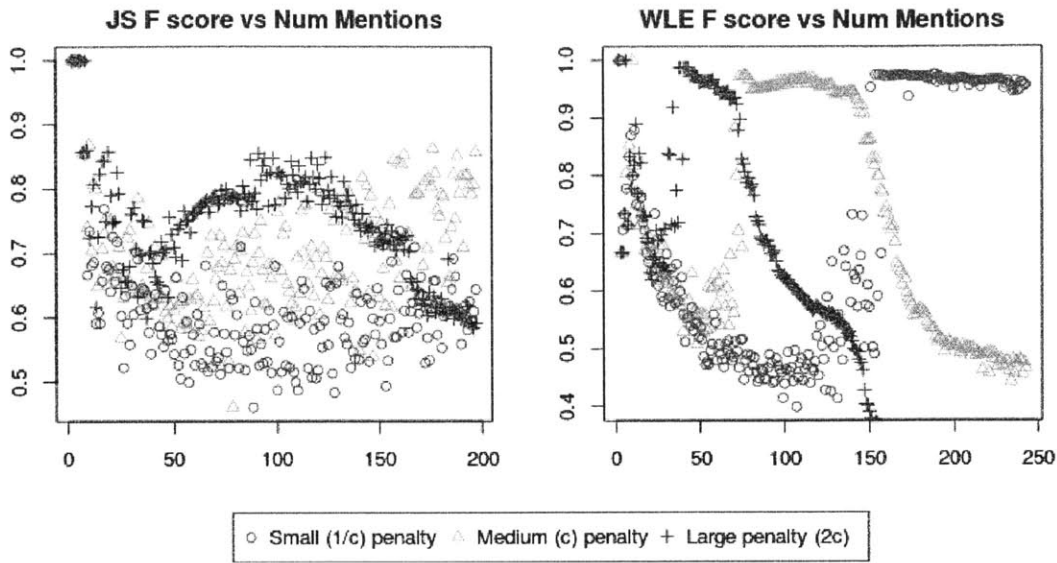 JS F score vs Num Mentions
WLE F score vs Num Mentions
1.0
0.9
0.8
0.7
0.6
0.5
0 50 100 150 200
1.0
0.9
0.8
0.7
0.6
0.5
0.4
0 50 100 150 200 250
Small (1/c) penalty Medium (c) penalty Large penalty (2c)